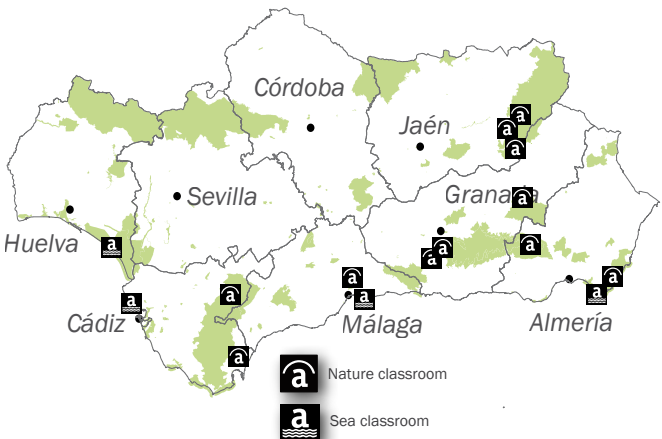 Córdoba
Jaén
Sevilla
Granada
Huelva
Cádiz
Málaga
Almería
a Nature classroom
a Sea classroom